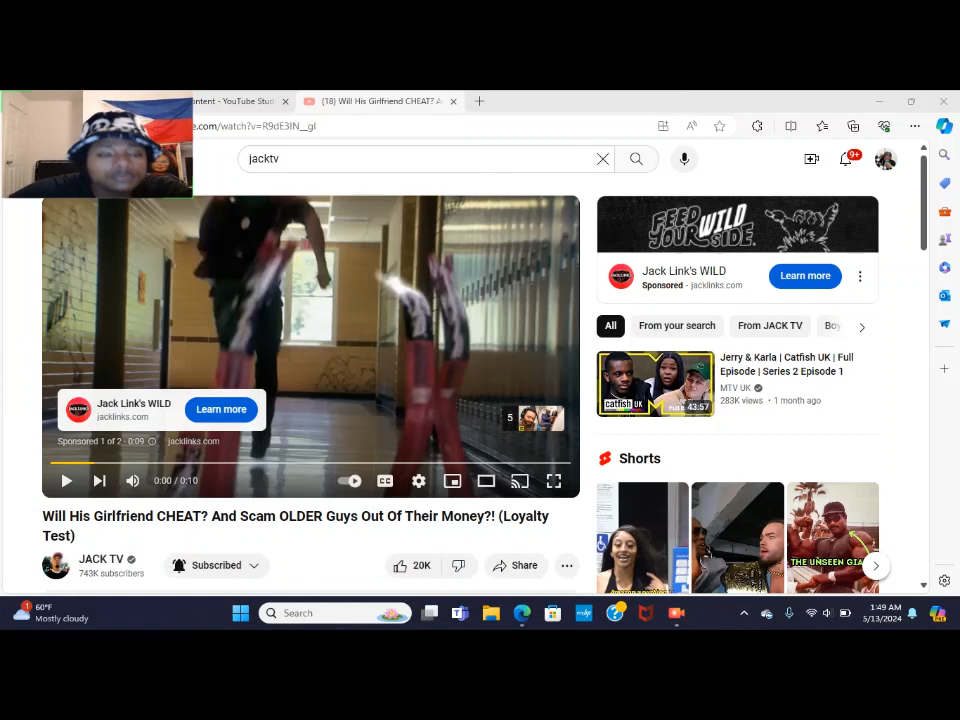 ontent - YouTube Stud
(18) Will His Girlfriend CHEAT? A
e.com/watch?v=R9dE3IN__gI
jacktv
9+
FEED YOUR WILD SIDE.
Jack Link's WILD
Sponsored · jacklinks.com
Learn more
All
From your search
From JACK TV
Boy
Jerry & Karla | Catfish UK | Full
Episode | Series 2 Episode 1
MTV UK
283K views · 1 month ago
catfish UK
43:57
Shorts
THE UNSEEN GIA
Jack Link's WILD
jacklinks.com
Learn more
5
Sponsored 1 of 2 · 0:09
jacklinks.com
0:00 / 0:10
CC
Will His Girlfriend CHEAT? And Scam OLDER Guys Out Of Their Money?! (Loyalty
Test)
JACK TV
743K subscribers
Subscribed
20K
Share
1
60°F
Mostly cloudy
Search
1:49 AM
5/13/2024